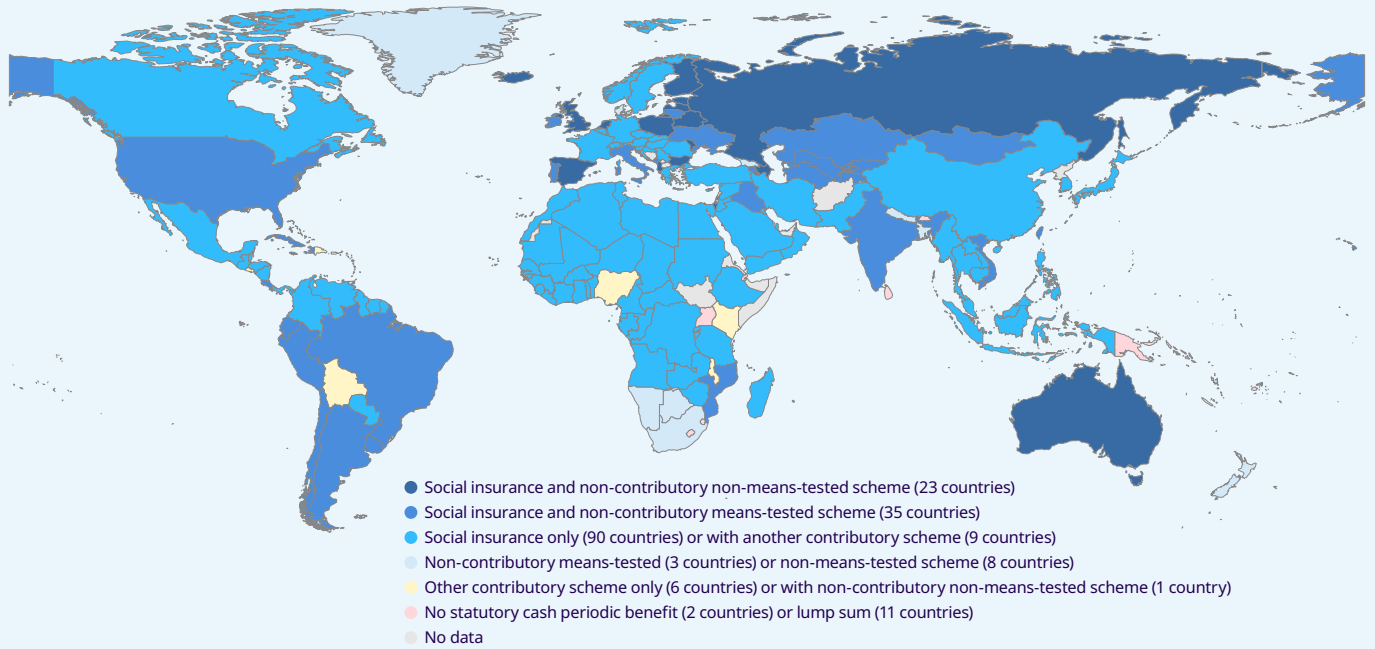 Social insurance and non-contributory non-means-tested scheme (23 countries)
Social insurance and non-contributory means-tested scheme (35 countries)
Social insurance only (90 countries) or with another contributory scheme (9 countries)
Non-contributory means-tested (3 countries) or non-means-tested scheme (8 countries)
Other contributory scheme only (6 countries) or with non-contributory non-means-tested scheme (1 country)
No statutory cash periodic benefit (2 countries) or lump sum (11 countries)
No data